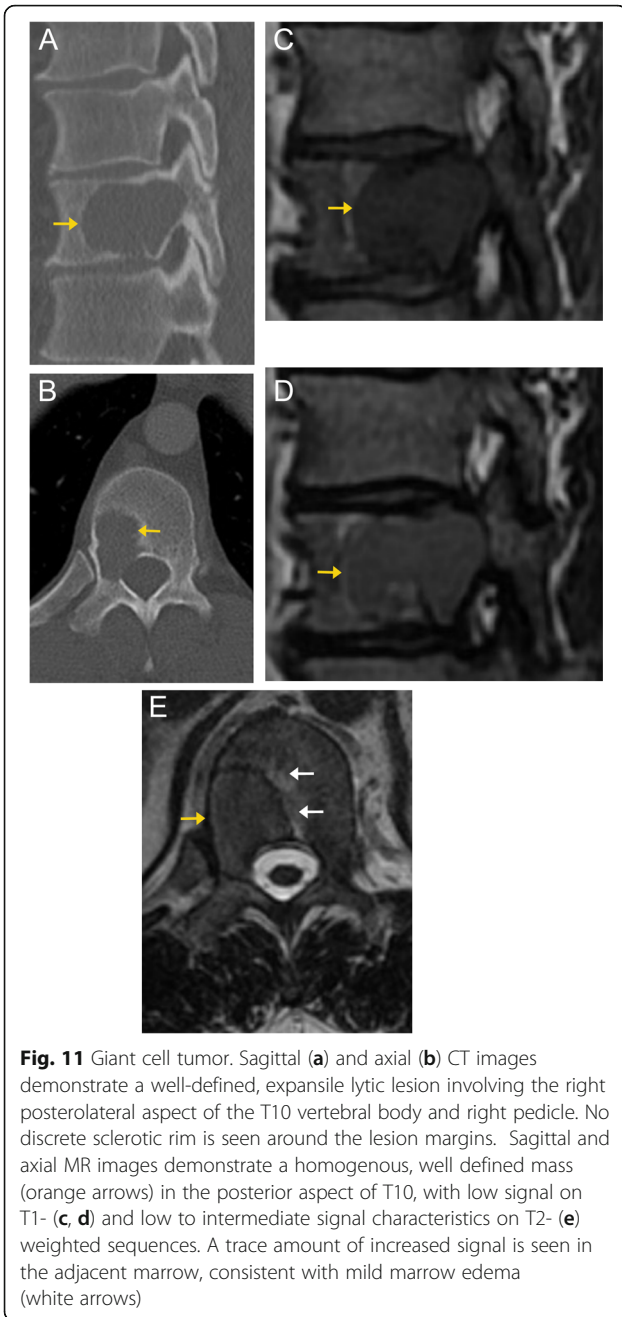 A
C
B
D
E
Fig. 11 Giant cell tumor. Sagittal (a) and axial (b) CT images
demonstrate a well-defined, expansile lytic lesion involving the right
posterolateral aspect of the T10 vertebral body and right pedicle. No
discrete sclerotic rim is seen around the lesion margins. Sagittal and
axial MR images demonstrate a homogenous, well defined mass
(orange arrows) in the posterior aspect of T10, with low signal on
T1- (c, d) and low to intermediate signal characteristics on T2- (e)
weighted sequences. A trace amount of increased signal is seen in
the adjacent marrow, consistent with mild marrow edema
(white arrows)